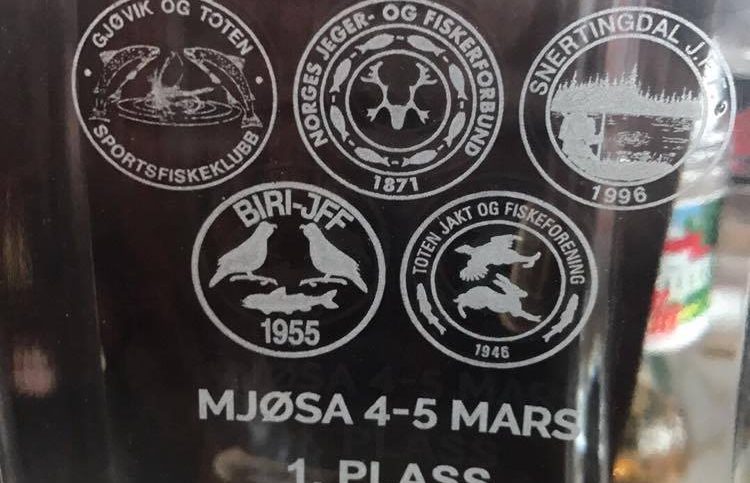 GJØVIK OG TOTEN
SPORTSFISKEKLUBB
NORGES JEGER- OG FISKERFORBUND
1871
SNERTINGDAL J.
1996
BIRI-JFF
1955
TOTEN JAKT OG FISKEFORENING
1946
MJØSA 4-5 MARS
1. PLASS